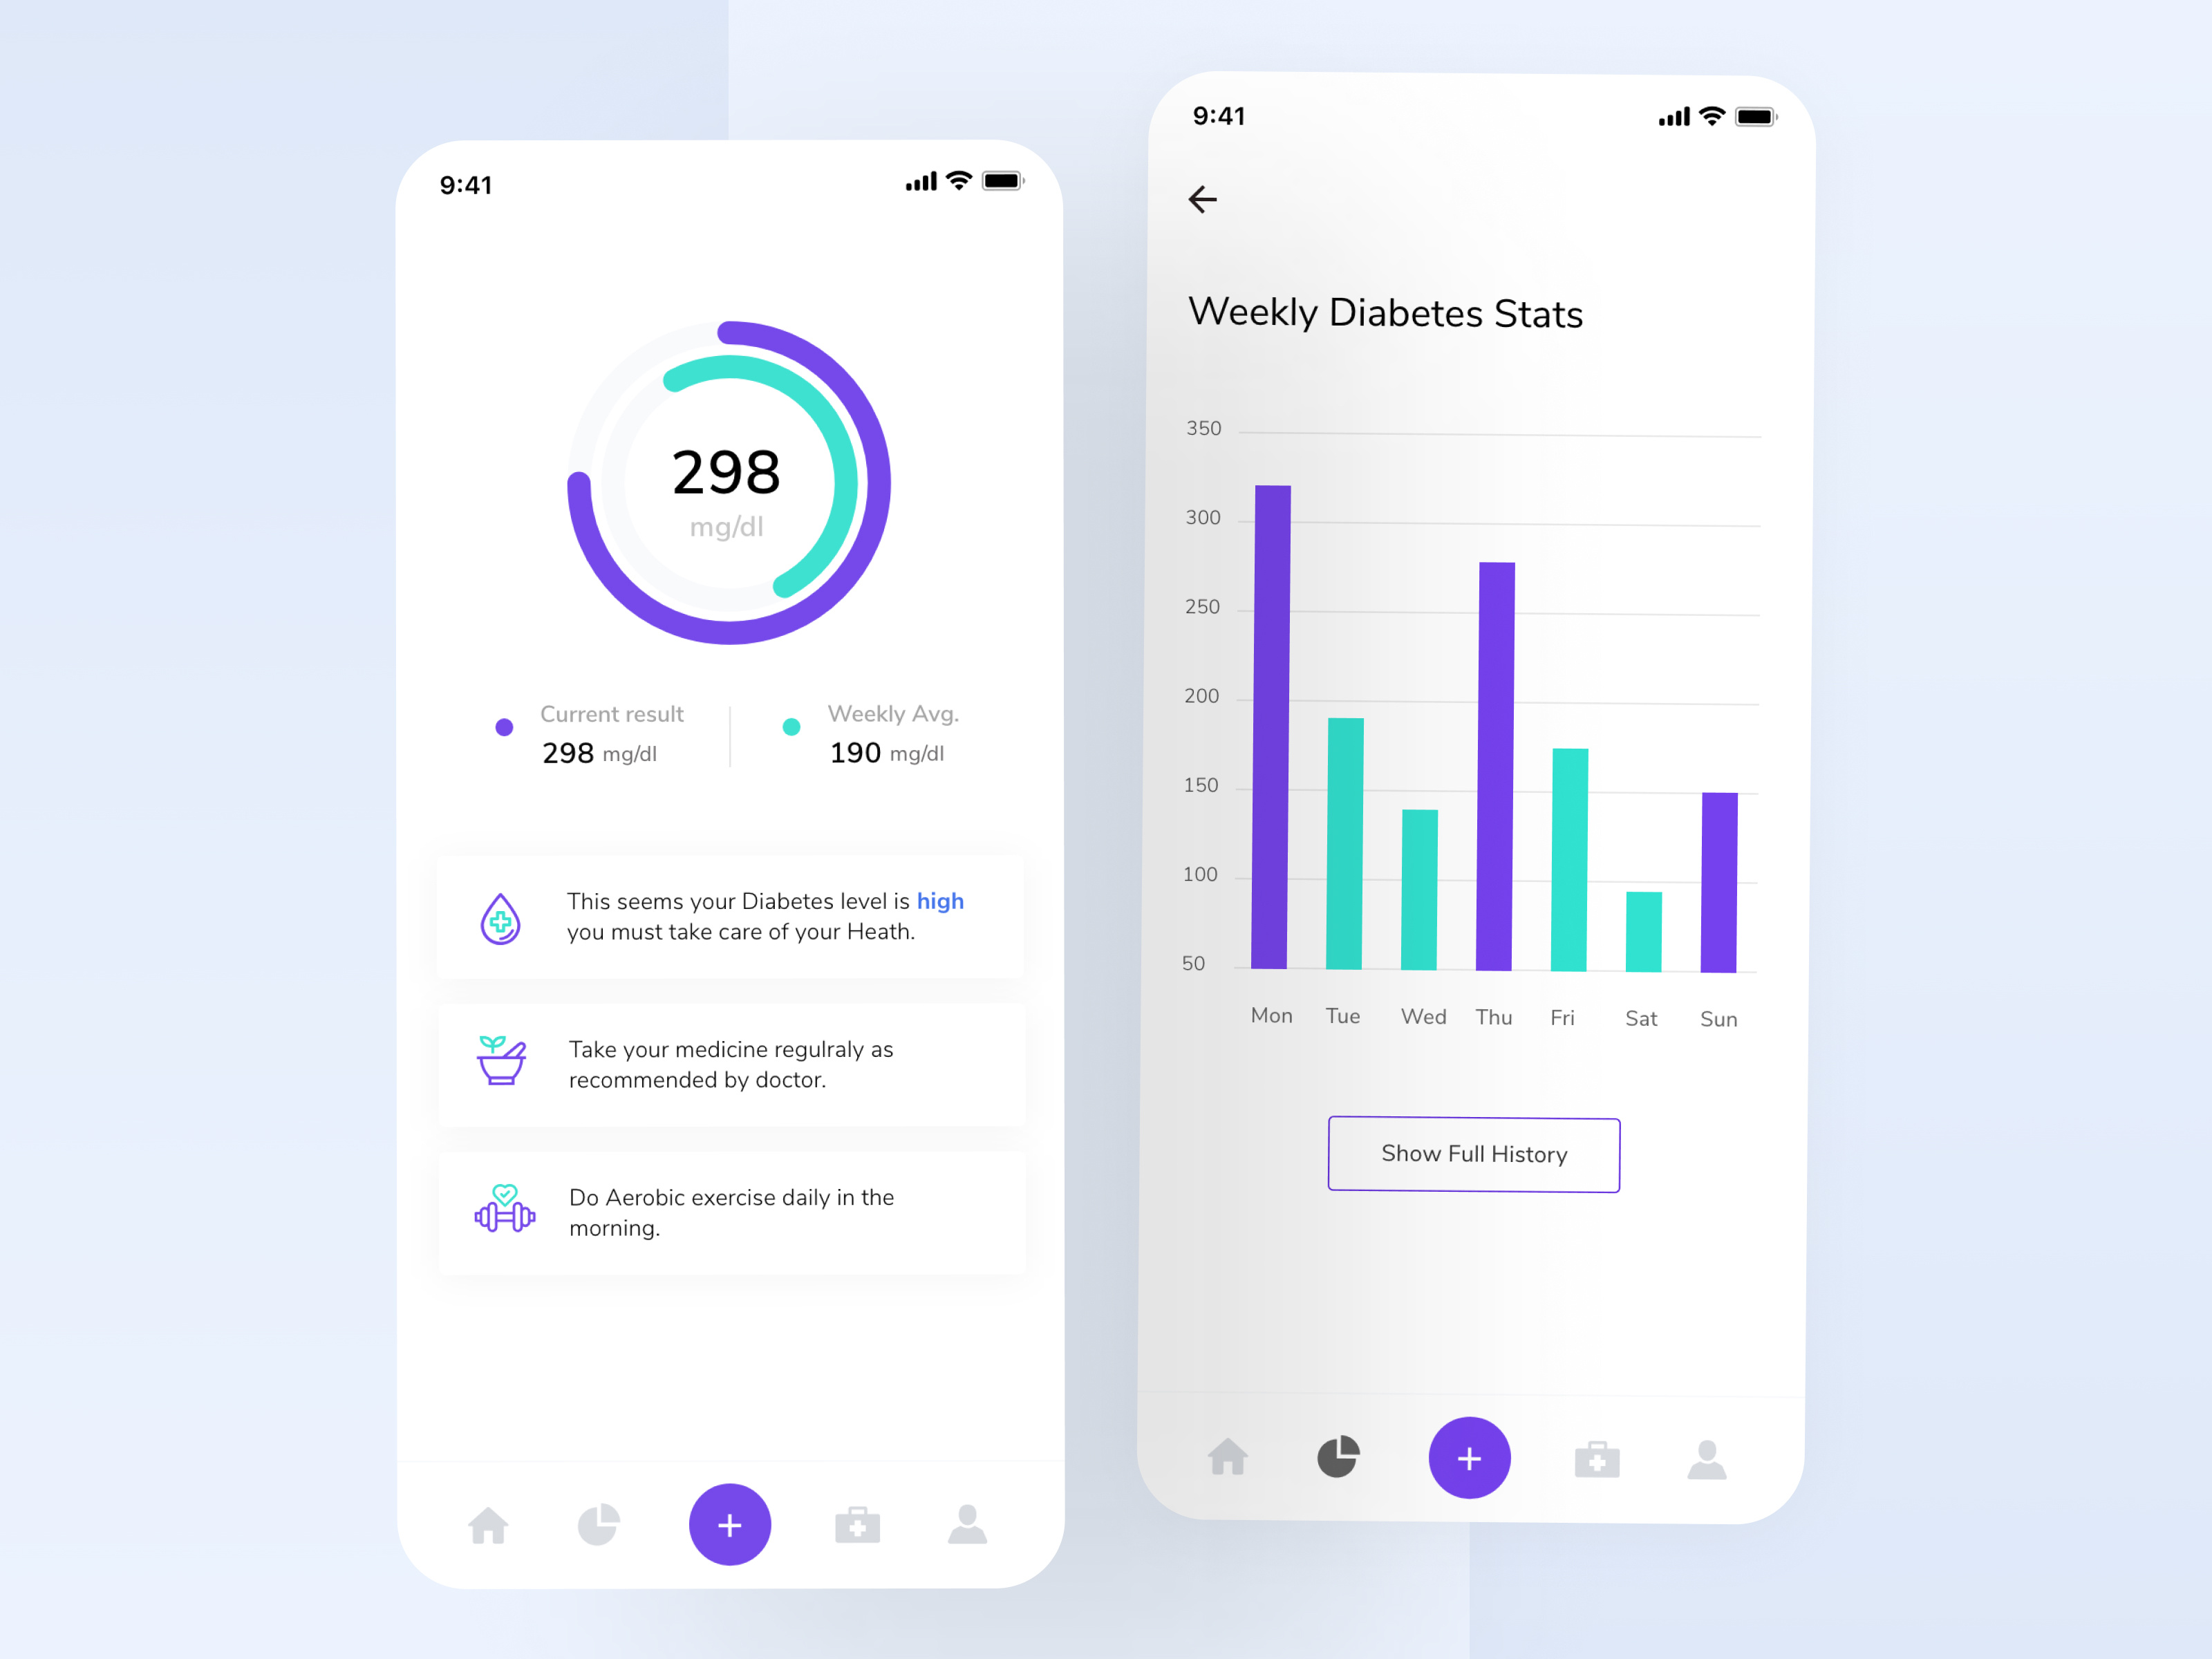 9:41
298
mg/dl
Current result
298 mg/dl
Weekly Avg.
190 mg/dl
This seems your Diabetes level is high
you must take care of your Heath.
Take your medicine regulraly as
recommended by doctor.
Do Aerobic exercise daily in the
morning.
9:41
Weekly Diabetes Stats
350
300
250
200
150
100
50
Mon Tue Wed Thu Fri Sat Sun
Show Full History